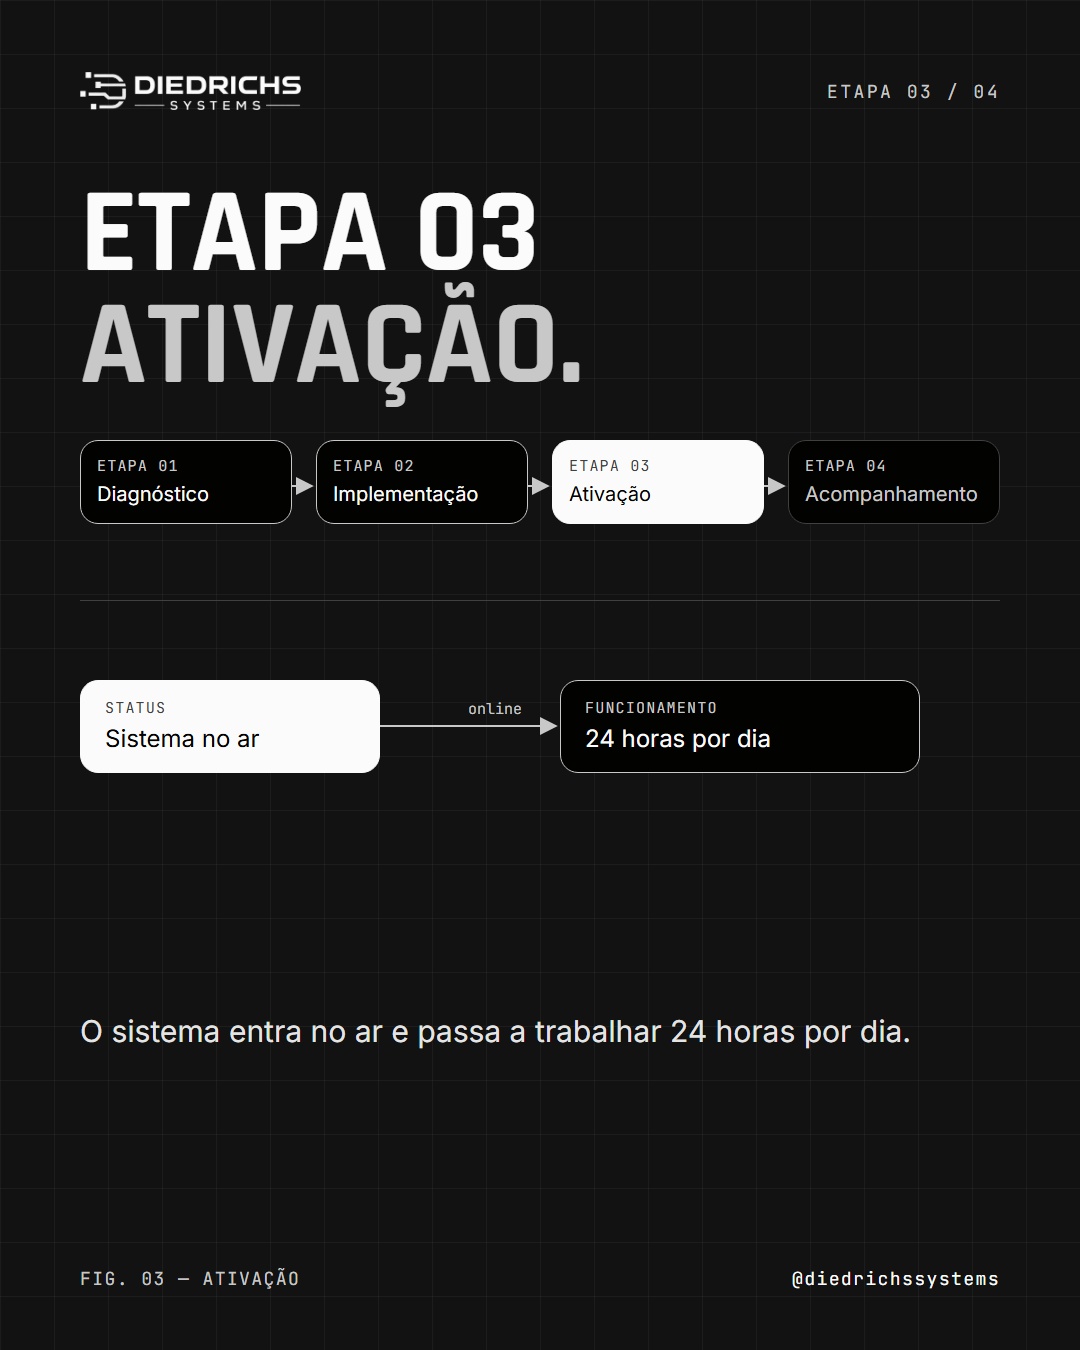 DIEDRICHS
SYSTEMS
ETAPA 03 / 04
ETAPA 03
ATIVAÇÃO.
ETAPA 01
Diagnóstico
ETAPA 02
Implementação
ETAPA 03
Ativação
ETAPA 04
Acompanhamento
STATUS
Sistema no ar
online
FUNCIONAMENTO
24 horas por dia
O sistema entra no ar e passa a trabalhar 24 horas por dia.
FIG. 03 — ATIVAÇÃO
@diedrichssystems